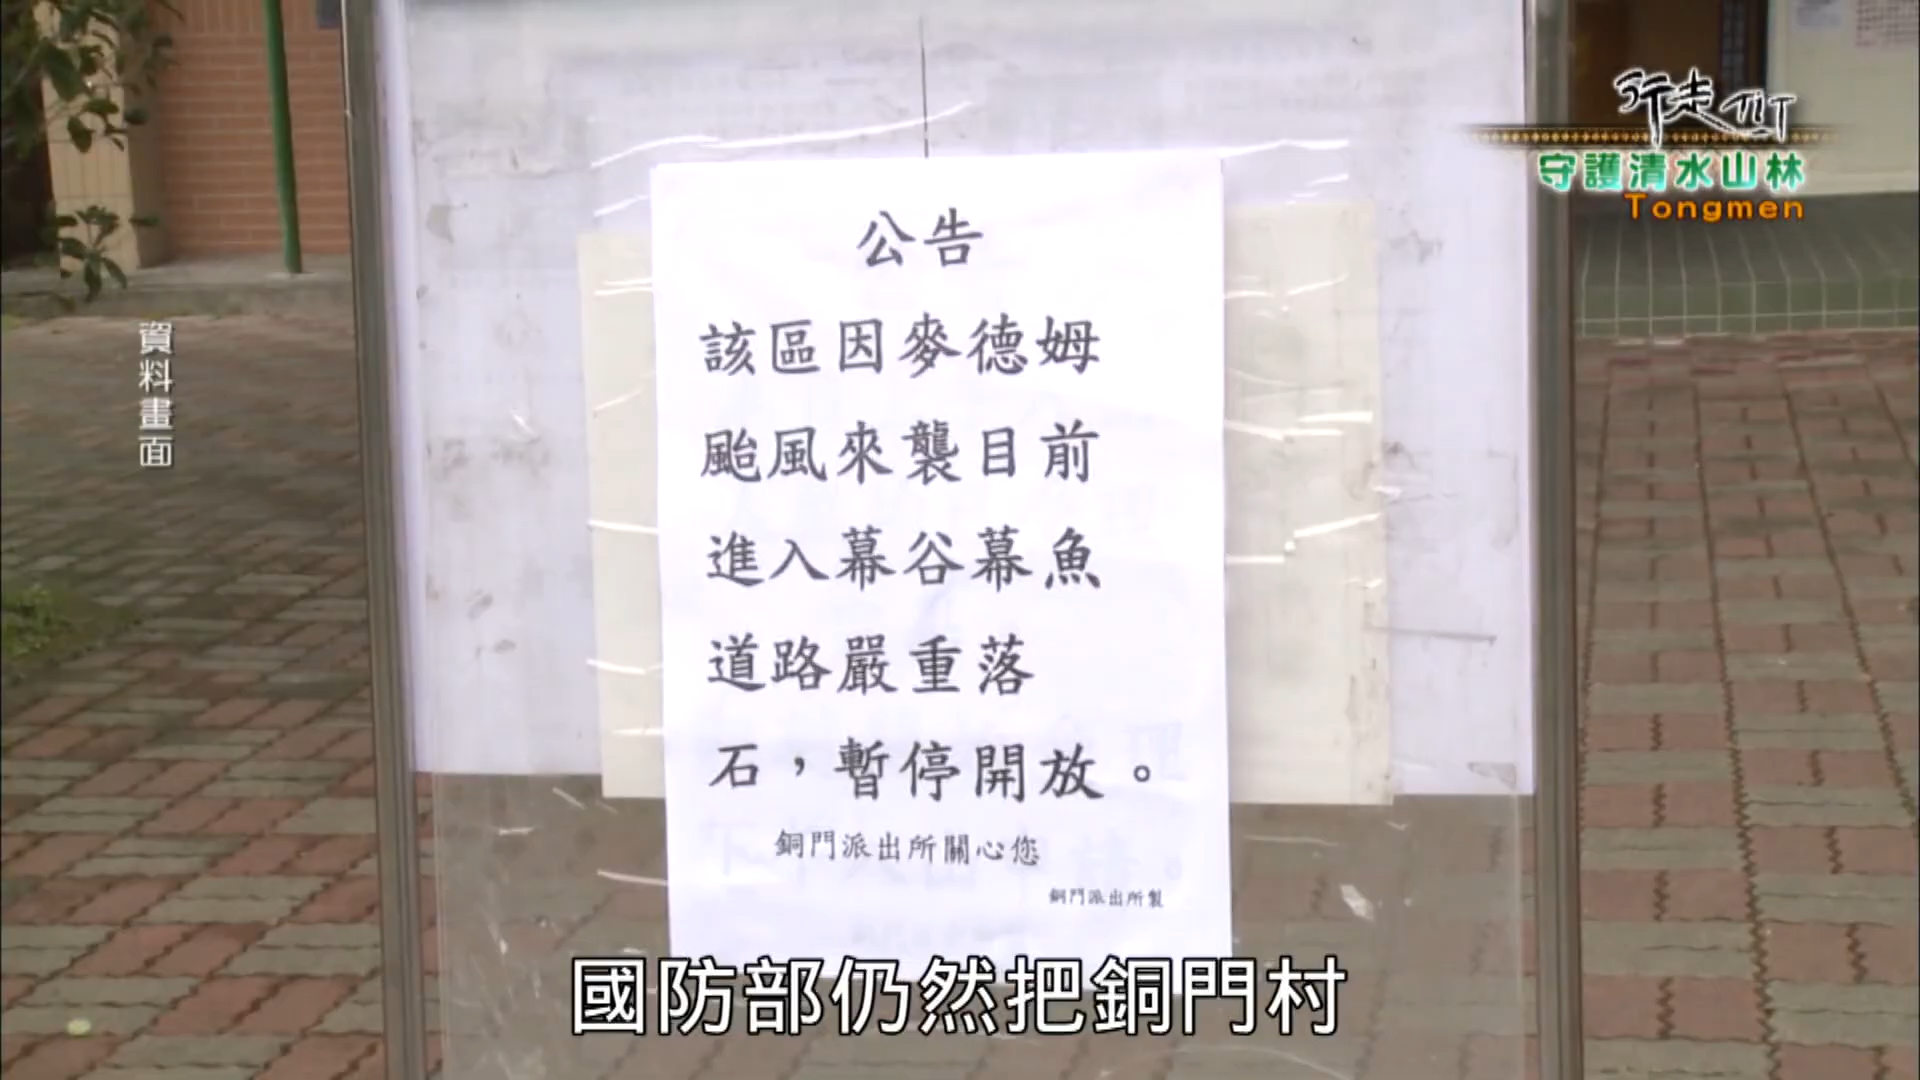 行走TIT
守護清水山林
Tongmen
資料畫面
公告
該區因麥德姆
颱風來襲目前
進入幕谷幕魚
道路嚴重落
石，暫停開放。
銅門派出所關心您
銅門派出所製
國防部仍然把銅門村